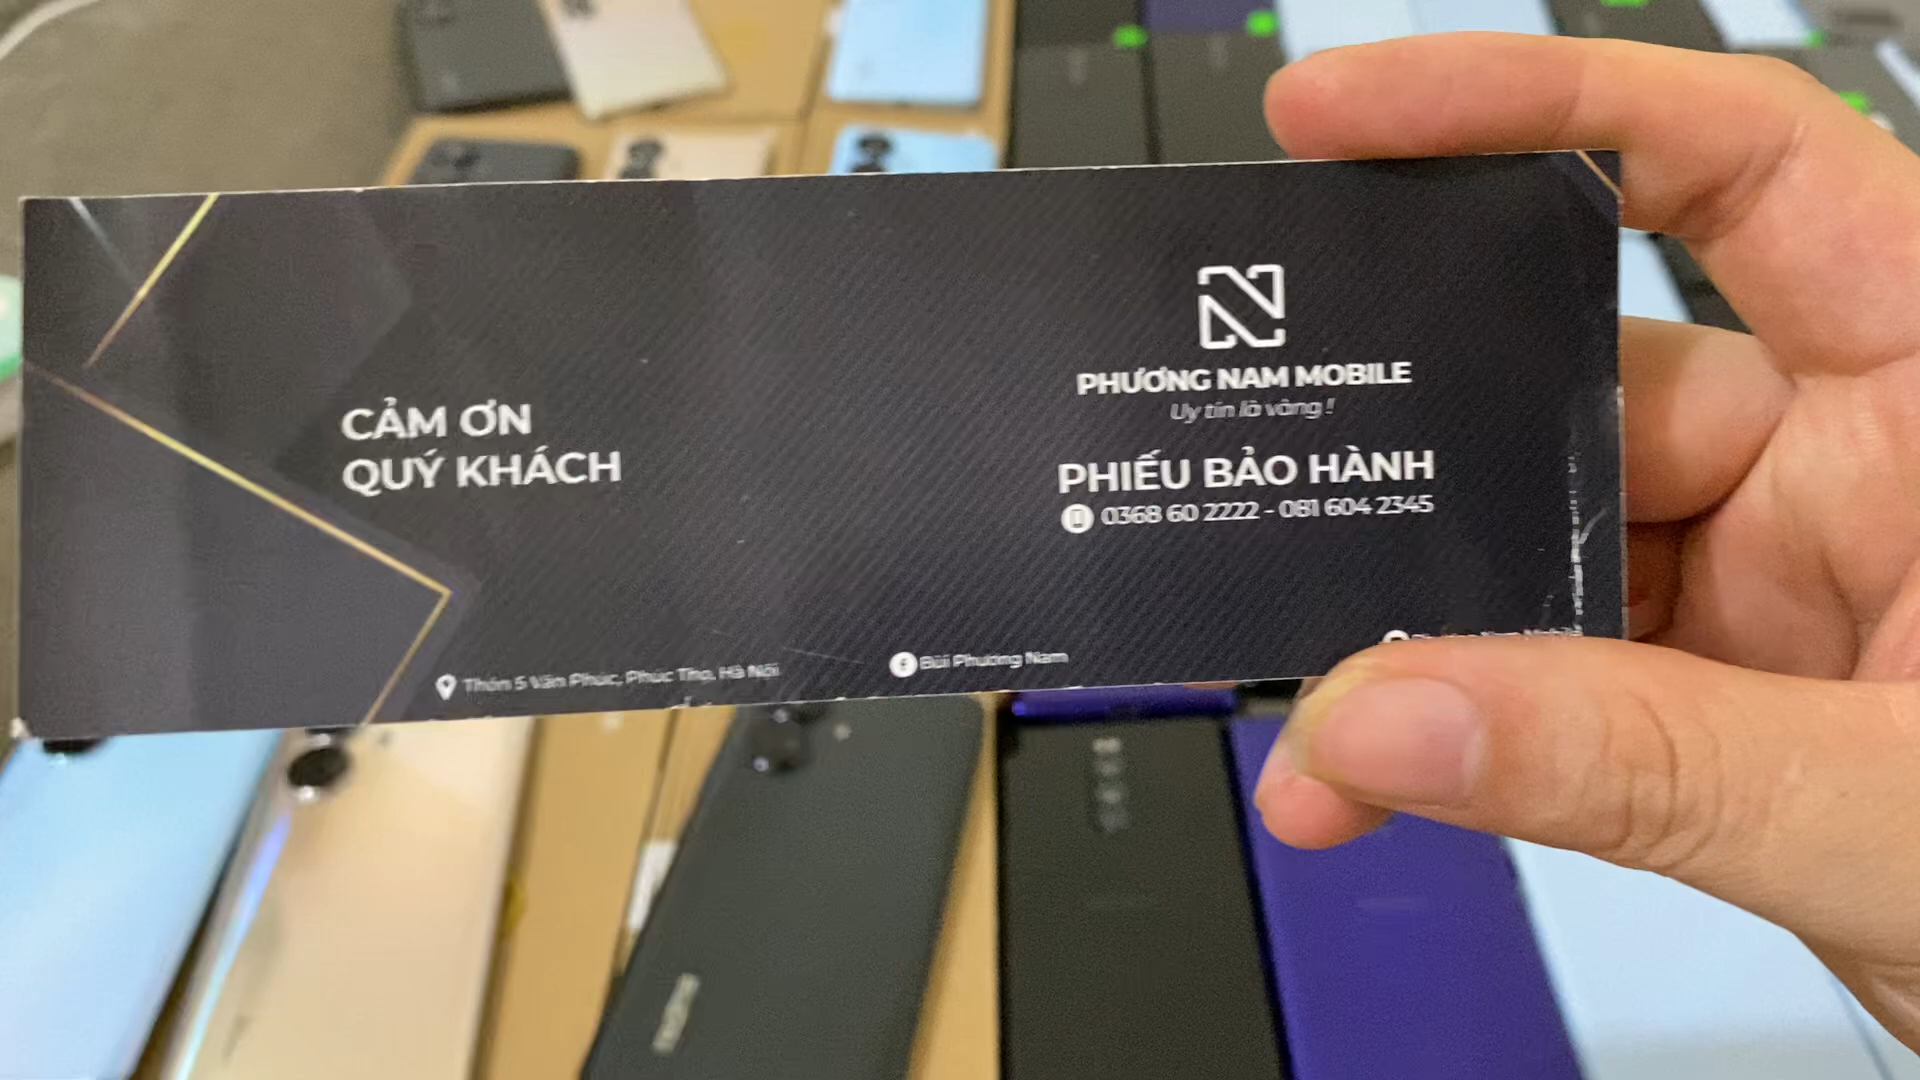 CẢM ƠN
QUÝ KHÁCH
Thôn 5 Vân Phúc, Phúc Thọ, Hà Nội
Bùi Phương Nam
PHƯƠNG NAM MOBILE
Uy tín là vàng !
PHIẾU BẢO HÀNH
0368 60 2222 - 081 604 2345